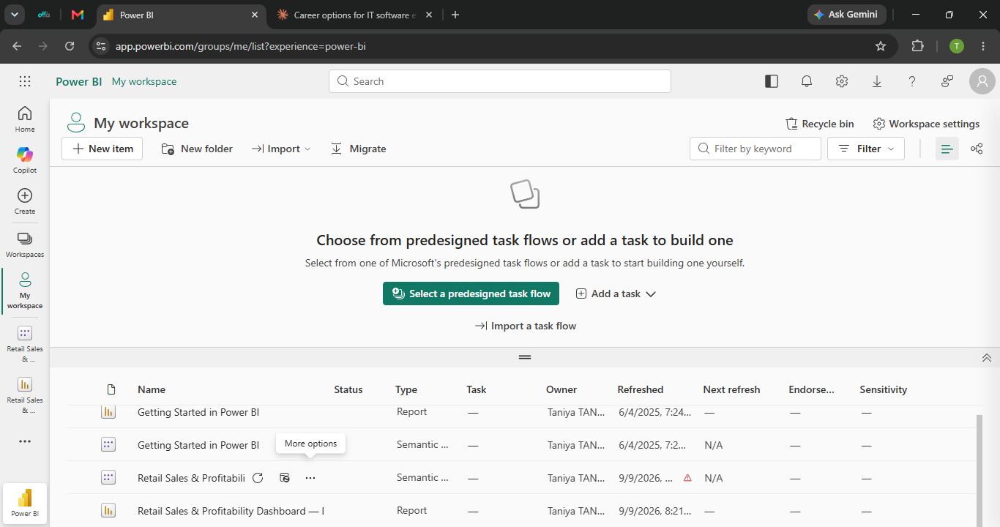 Power BI
Career options for IT software e
Ask Gemini
app.powerbi.com/groups/me/list?experience=power-bi
T
Power BI My workspace
Search
Home
Copilot
Create
Workspaces
My
workspace
Retail Sales
& ...
Retail Sales
& ...
Power BI
My workspace
Recycle bin
Workspace settings
New item
New folder
Import
Migrate
Filter by keyword
Filter
Choose from predesigned task flows or add a task to build one
Select from one of Microsoft's predesigned task flows or add a task to start building one yourself.
Select a predesigned task flow
Add a task
Import a task flow
Name Status Type Task Owner Refreshed Next refresh Endorse... Sensitivity
Getting Started in Power BI Report — Taniya TAN... 6/4/2025, 7:24... — — —
More options
Getting Started in Power BI Semantic ... — Taniya TAN... 6/4/2025, 7:2... N/A — —
Retail Sales & Profitabili Semantic ... — Taniya TAN... 9/9/2026, ... N/A — —
Retail Sales & Profitability Dashboard — Report — Taniya TAN... 9/9/2026, 8:21... — — —